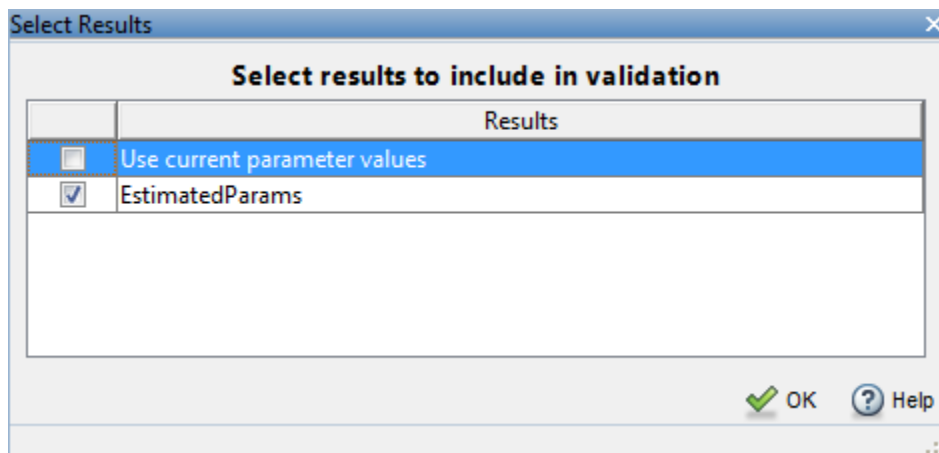 Select Results
Select results to include in validation
Results
Use current parameter values
EstimatedParams
OK Help